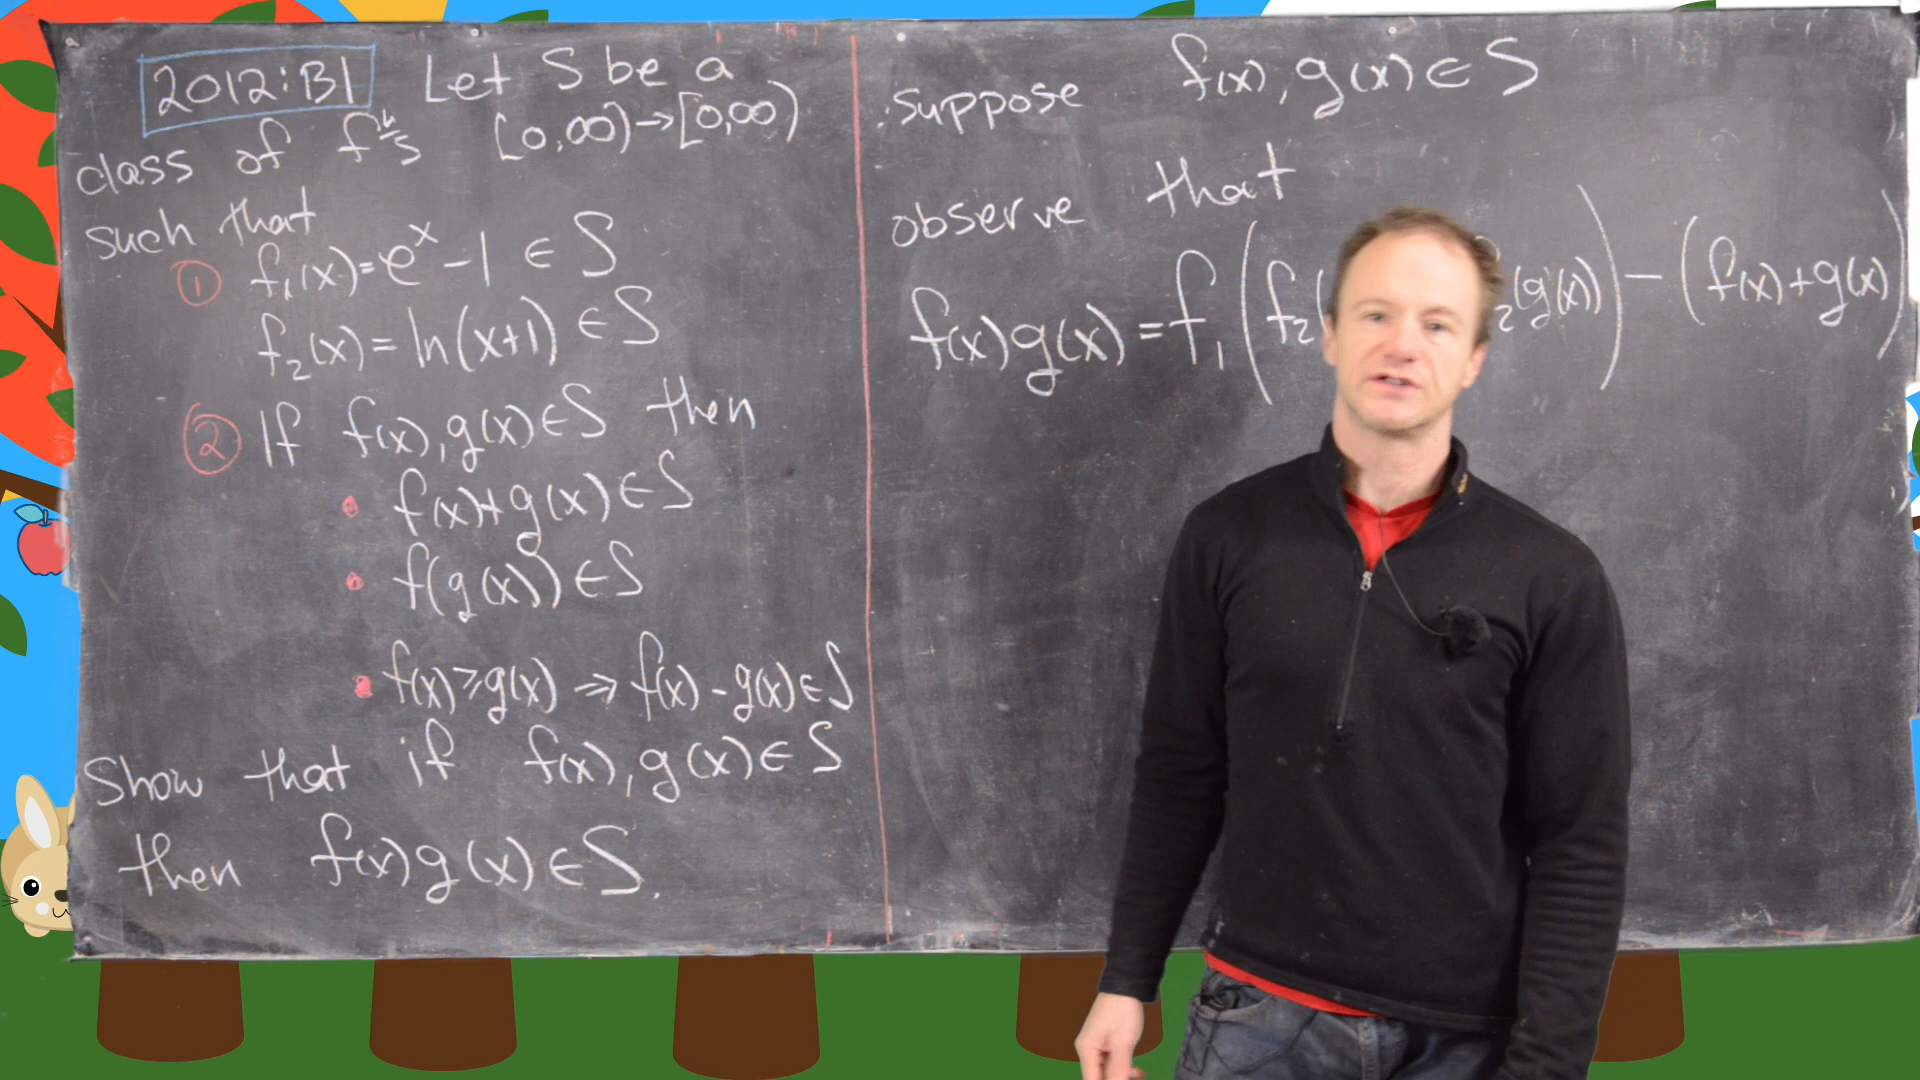 2012:B1 Let S be a
class of fⁿˢ [0,∞)→[0,∞)
such that
① f₁(x)=eˣ-1 ∈ S
f₂(x)=ln(x+1) ∈S
② If f(x),g(x)∈S then
• f(x)+g(x)∈S
• f(g(x))∈S
• f(x)≥g(x) ⇒ f(x)-g(x)∈S
Show that if f(x),g(x)∈S
then f(x)g(x)∈S.
suppose f(x),g(x)∈S
observe that
f(x)g(x)=f₁(f₂( ₂(g(x)))-(f(x)+g(x))